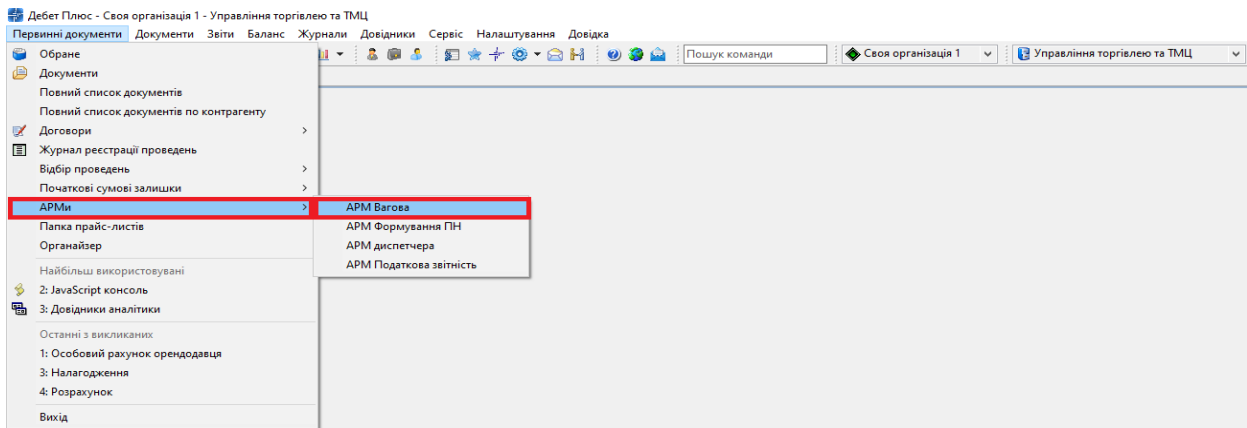 Дебет Плюс - Своя організація 1 - Управління торгівлею та ТМЦ
Первинні документи Документи Звіти Баланс Журнали Довідники Сервіс Налаштування Довідка
Обране
Пошук команди
Своя організація 1
Управління торгівлею та ТМЦ
Документи
Повний список документів
Повний список документів по контрагенту
Договори
Журнал реєстрації проведень
Відбір проведень
Початкові сумові залишки
АРМи
АРМ Вагова
Папка прайс-листів
АРМ Формування ПН
Органайзер
АРМ диспетчера
АРМ Податкова звітність
Найбільш використовувані
2: JavaScript консоль
3: Довідники аналітики
Останні з викликаних
1: Особовий рахунок орендодавця
3: Налагодження
4: Розрахунок
Вихід